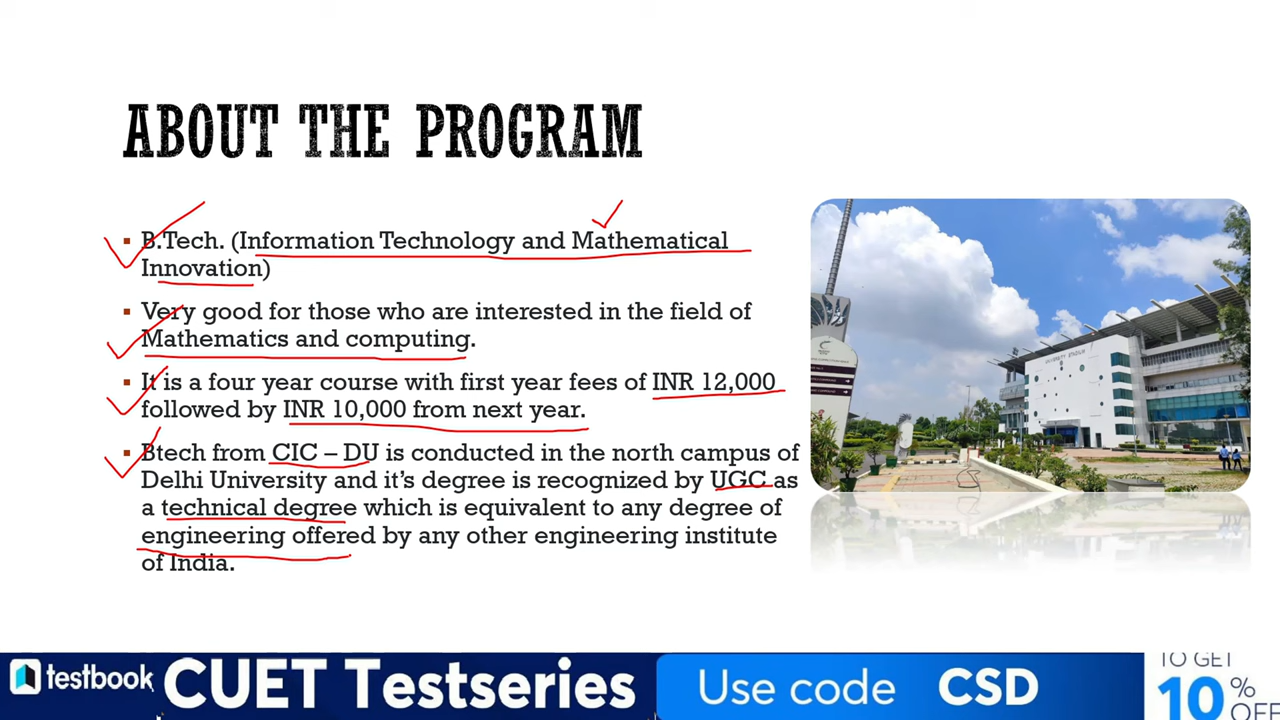 ABOUT THE PROGRAM
B.Tech. (Information Technology and Mathematical
Innovation)
Very good for those who are interested in the field of
Mathematics and computing.
It is a four year course with first year fees of INR 12,000
followed by INR 10,000 from next year.
Btech from CIC – DU is conducted in the north campus of
Delhi University and it's degree is recognized by UGC as
a technical degree which is equivalent to any degree of
engineering offered by any other engineering institute
of India.
UNIVERSITY STADIUM
testbook CUET Testseries Use code CSD
TO GET
10% OFF